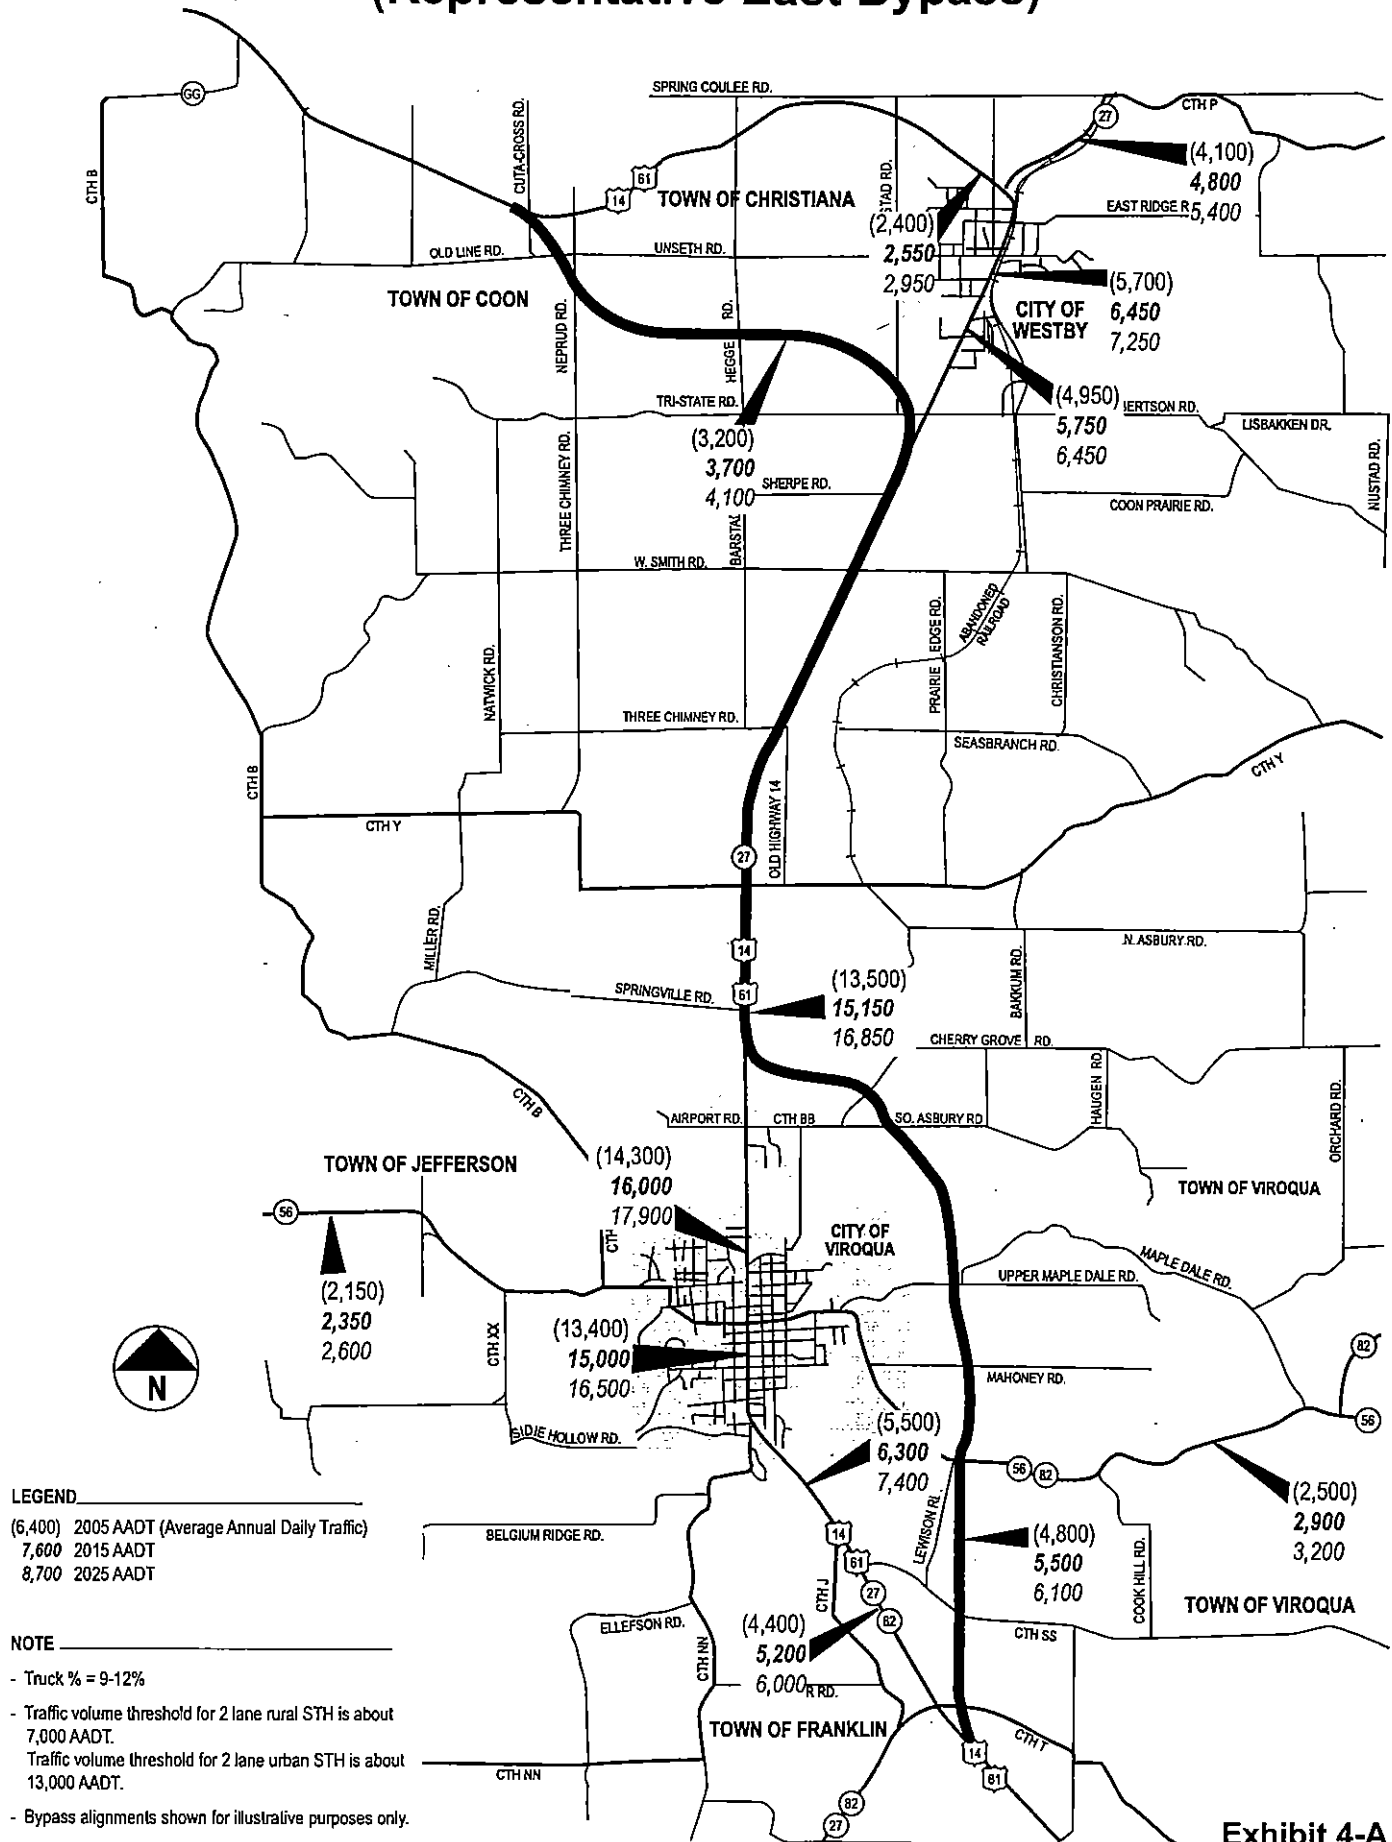 (Representative East Bypass)
SPRING COULEE RD.
CTH P
27
GG
CTH B
CUTA-CROSS RD.
61
14
TOWN OF CHRISTIANA
STAD RD.
(4,100)
4,800
5,400
EAST RIDGE R
(2,400)
2,550
2,950
OLD LINE RD.
UNSETH RD.
TOWN OF COON
NEPRUD RD.
HEGGE
RD.
CITY OF
WESTBY
(5,700)
6,450
7,250
TRI-STATE RD.
(4,950)
5,750
6,450
BERTSON RD.
LISBAKKEN DR.
NUSTAD RD.
(3,200)
3,700
4,100
SHERPE RD.
BARSTAD
THREE CHIMNEY RD.
COON PRAIRIE RD.
W. SMITH RD.
NATWICK RD.
PRAIRIE EDGE RD.
ABANDONED
RAILROAD
CHRISTIANSON RD.
THREE CHIMNEY RD.
SEASBRANCH RD.
CTH Y
CTH B
CTH Y
OLD HIGHWAY 14
27
MILLER RD.
14
61
SPRINGVILLE RD.
(13,500)
15,150
16,850
N. ASBURY RD.
BAKKUM RD.
CHERRY GROVE RD.
CTH B
AIRPORT RD.
CTH BB
SO. ASBURY RD
HAUGEN RD.
ORCHARD RD.
TOWN OF JEFFERSON
(14,300)
16,000
17,900
TOWN OF VIROQUA
56
CTH
CITY OF
VIROQUA
MAPLE DALE RD.
UPPER MAPLE DALE RD.
(2,150)
2,350
2,600
N
CTH XX
(13,400)
15,000
16,500
MAHONEY RD.
82
56
SIDIE HOLLOW RD.
(5,500)
6,300
7,400
56
82
(2,500)
2,900
3,200
LEGEND
(6,400) 2005 AADT (Average Annual Daily Traffic)
7,600 2015 AADT
8,700 2025 AADT
BELGIUM RIDGE RD.
14
61
27
82
CTH J
LEWISON RL.
(4,800)
5,500
6,100
COOK HILL RD.
TOWN OF VIROQUA
ELLEFSON RD.
CTH NN
(4,400)
5,200
6,000
R RD.
CTH SS
NOTE
- Truck % = 9-12%
- Traffic volume threshold for 2 lane rural STH is about
7,000 AADT.
Traffic volume threshold for 2 lane urban STH is about
13,000 AADT.
- Bypass alignments shown for illustrative purposes only.
TOWN OF FRANKLIN
CTH T
14
61
CTH NN
82
27
Exhibit 4-A